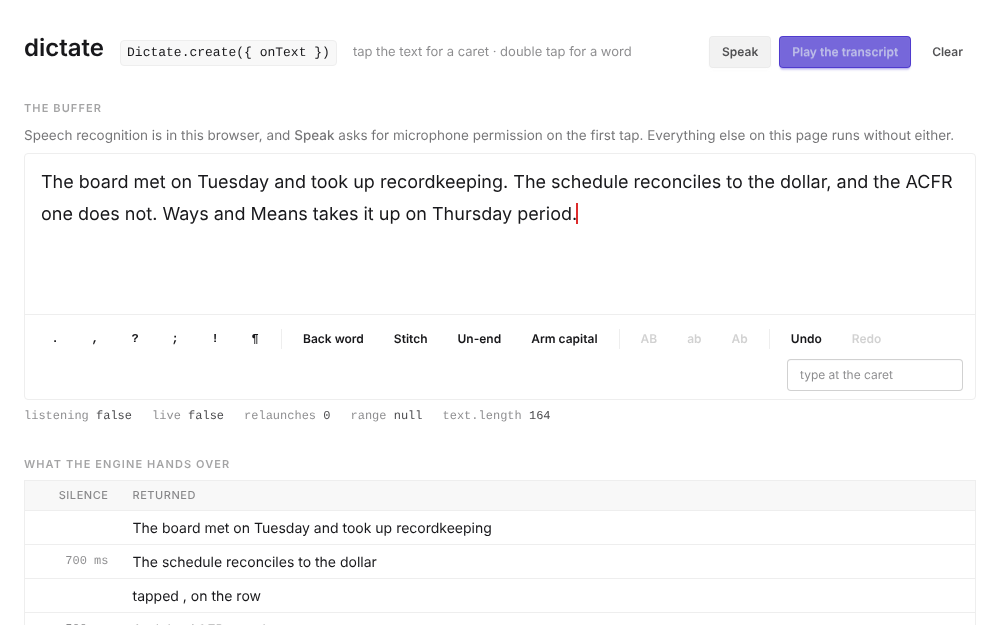 dictate Dictate.create({ onText }) tap the text for a caret · double tap for a word Speak Play the transcript Clear
THE BUFFER
Speech recognition is in this browser, and Speak asks for microphone permission on the first tap. Everything else on this page runs without either.
The board met on Tuesday and took up recordkeeping. The schedule reconciles to the dollar, and the ACFR
one does not. Ways and Means takes it up on Thursday period.
. , ? ; ! ¶ Back word Stitch Un-end Arm capital AB ab Ab Undo Redo
type at the caret
listening false live false relaunches 0 range null text.length 164
WHAT THE ENGINE HANDS OVER
SILENCE RETURNED
The board met on Tuesday and took up recordkeeping
700 ms The schedule reconciles to the dollar
tapped , on the row